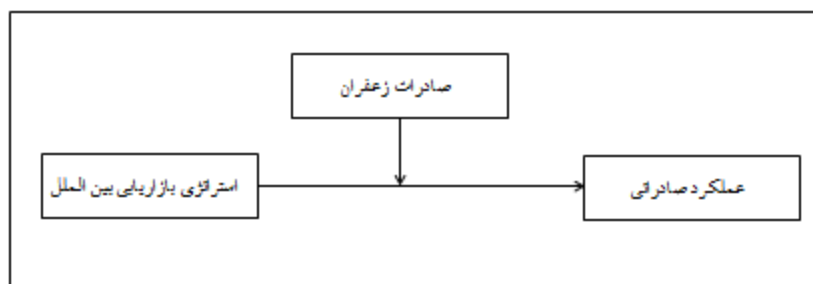 صادرات زعفران
استراتژی بازاریابی بین الملل
عملکرد صادراتی